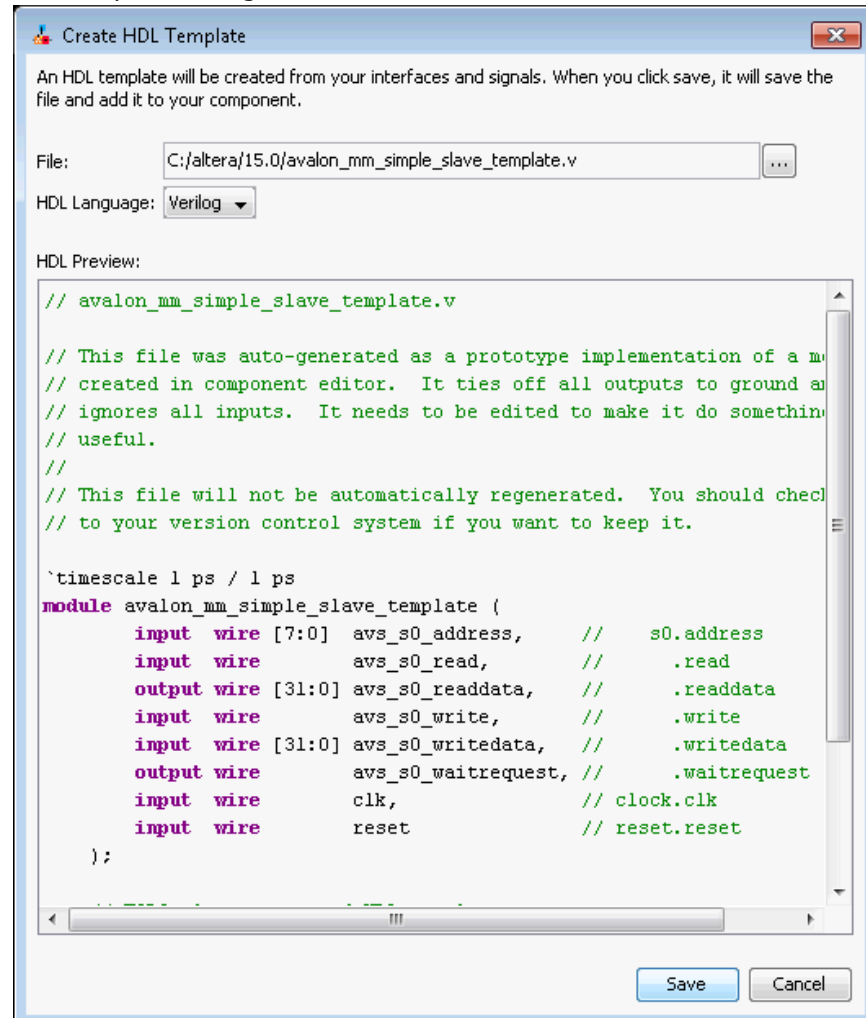 Create HDL Template
An HDL template will be created from your interfaces and signals. When you click save, it will save the
file and add it to your component.
File: C:/altera/15.0/avalon_mm_simple_slave_template.v ...
HDL Language: Verilog
HDL Preview:
// avalon_mm_simple_slave_template.v
// This file was auto-generated as a prototype implementation of a m
// created in component editor.  It ties off all outputs to ground a
// ignores all inputs.  It needs to be edited to make it do somethin
// useful.
//
// This file will not be automatically regenerated.  You should chec
// to your version control system if you want to keep it.
`timescale 1 ps / 1 ps
module avalon_mm_simple_slave_template (
input  wire [7:0]  avs_s0_address,     //    s0.address
input  wire        avs_s0_read,        //      .read
output wire [31:0] avs_s0_readdata,    //      .readdata
input  wire        avs_s0_write,       //      .write
input  wire [31:0] avs_s0_writedata,   //      .writedata
output wire        avs_s0_waitrequest, //      .waitrequest
input  wire        clk,                // clock.clk
input  wire        reset               // reset.reset
);
Save Cancel